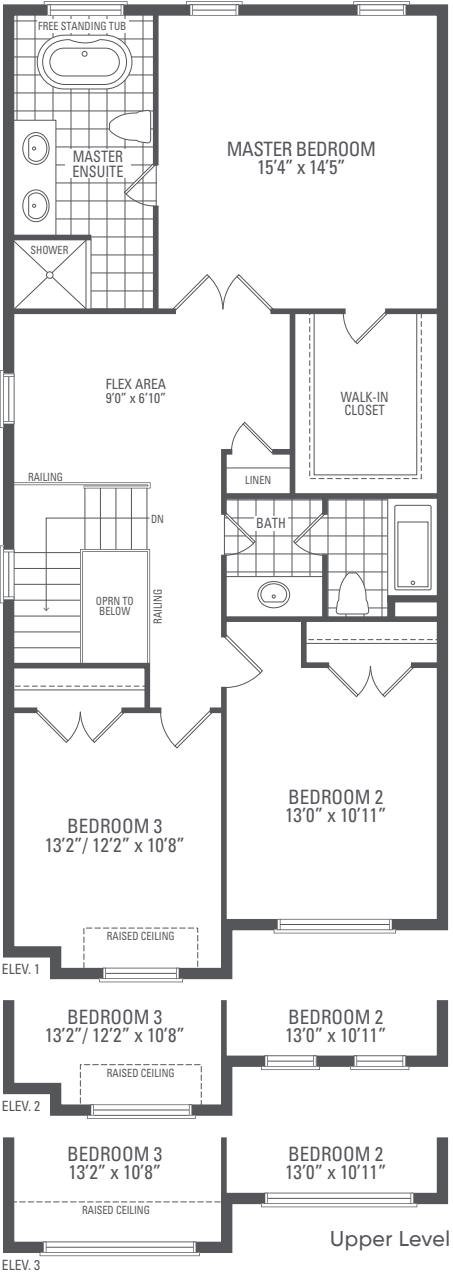 FREE STANDING TUB
MASTER
ENSUITE
MASTER BEDROOM
15'4" x 14'5"
SHOWER
FLEX AREA
9'0" x 6'10"
WALK-IN
CLOSET
LINEN
RAILING
DN
BATH
OPRN TO
BELOW
RAILING
BEDROOM 2
13'0" x 10'11"
BEDROOM 3
13'2"/ 12'2" x 10'8"
RAISED CEILING
ELEV. 1
BEDROOM 3
13'2"/ 12'2" x 10'8"
BEDROOM 2
13'0" x 10'11"
RAISED CEILING
ELEV. 2
BEDROOM 3
13'2" x 10'8"
BEDROOM 2
13'0" x 10'11"
RAISED CEILING
Upper Level
ELEV. 3